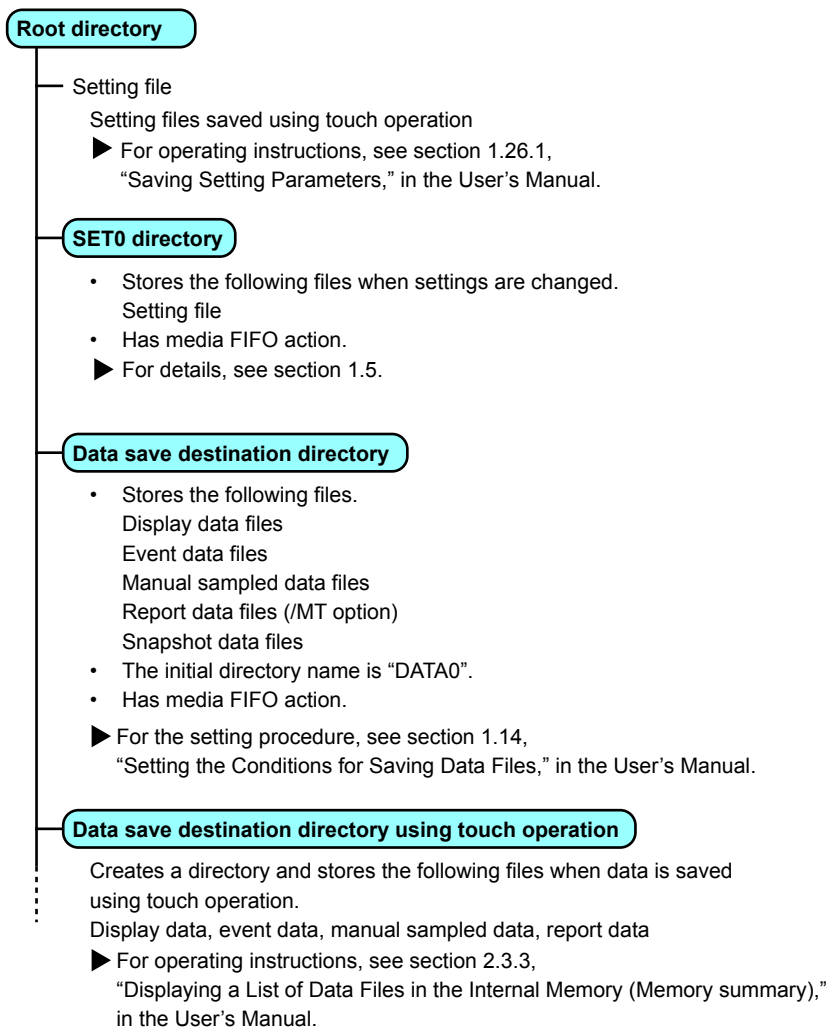 Root directory
Setting file
Setting files saved using touch operation
▶ For operating instructions, see section 1.26.1,
“Saving Setting Parameters,” in the User’s Manual.
SET0 directory
• Stores the following files when settings are changed.
Setting file
• Has media FIFO action.
▶ For details, see section 1.5.
Data save destination directory
• Stores the following files.
Display data files
Event data files
Manual sampled data files
Report data files (/MT option)
Snapshot data files
• The initial directory name is “DATA0”.
• Has media FIFO action.
▶ For the setting procedure, see section 1.14,
“Setting the Conditions for Saving Data Files,” in the User’s Manual.
Data save destination directory using touch operation
Creates a directory and stores the following files when data is saved
using touch operation.
Display data, event data, manual sampled data, report data
▶ For operating instructions, see section 2.3.3,
“Displaying a List of Data Files in the Internal Memory (Memory summary),”
in the User’s Manual.